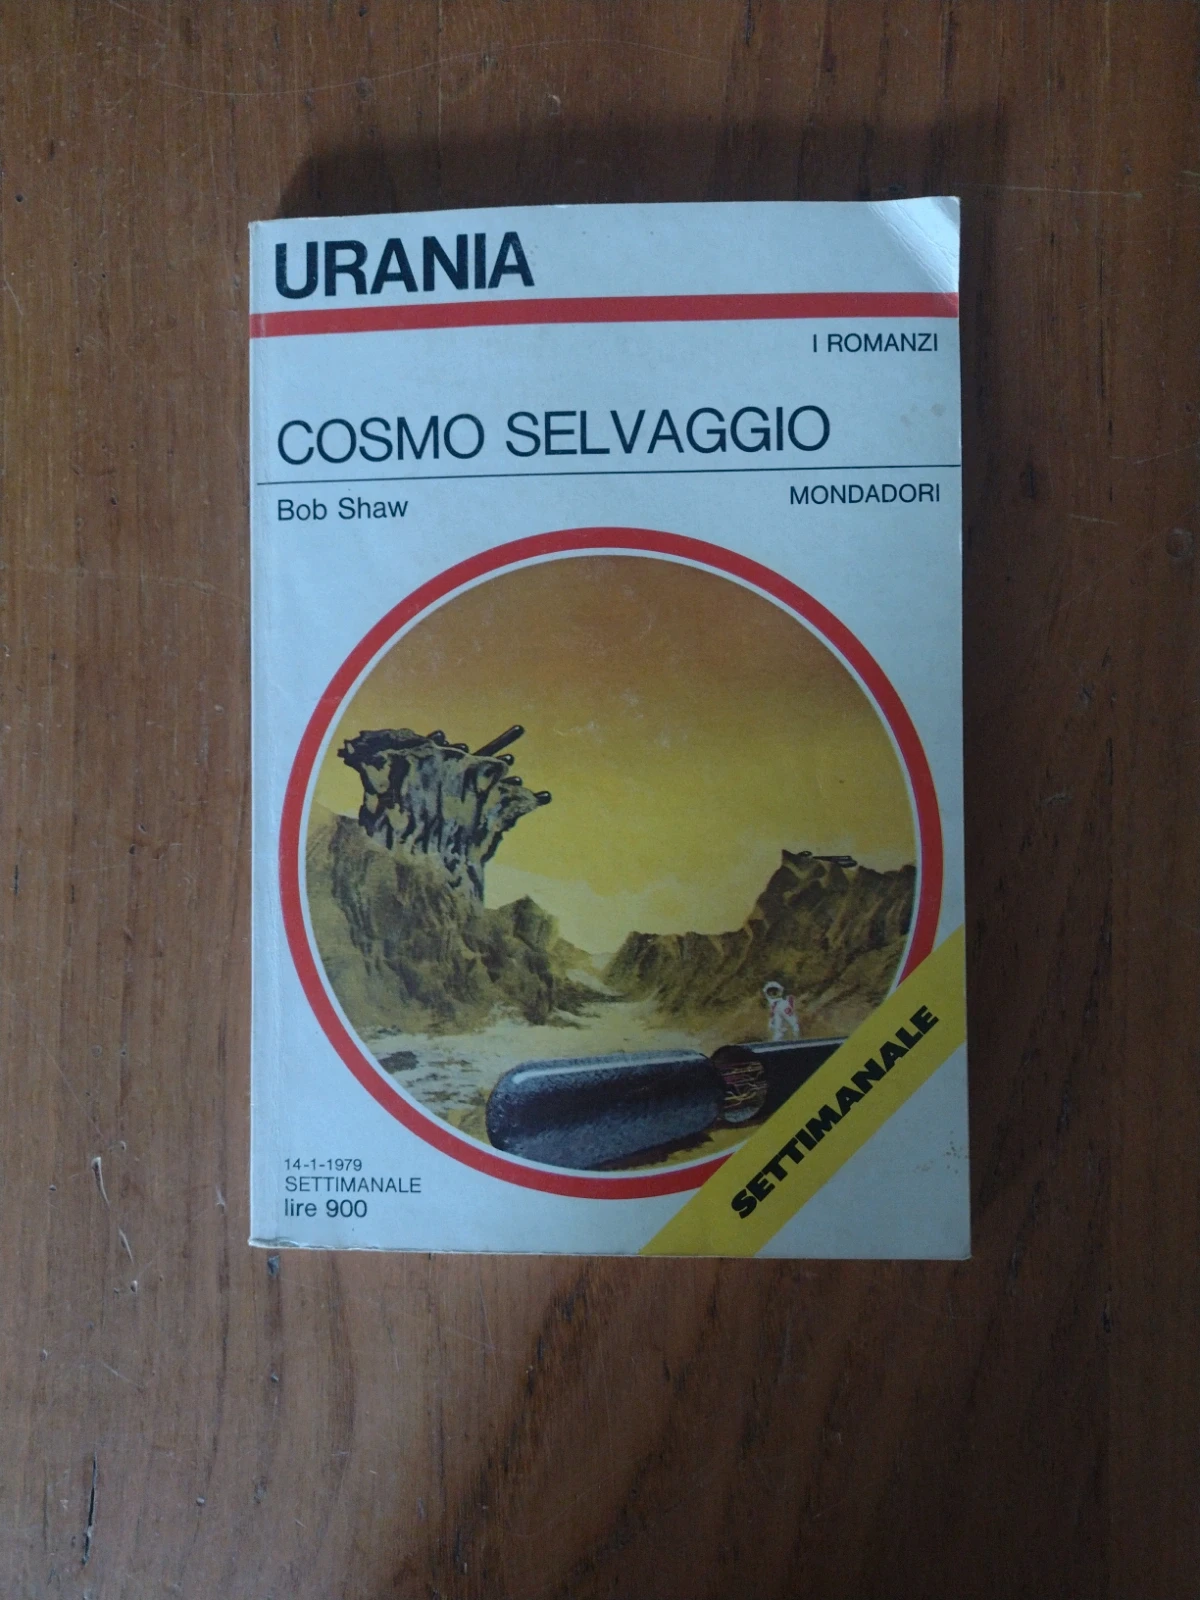 URANIA
I ROMANZI
COSMO SELVAGGIO
Bob Shaw
MONDADORI
14-1-1979
SETTIMANALE
lire 900
SETTIMANALE